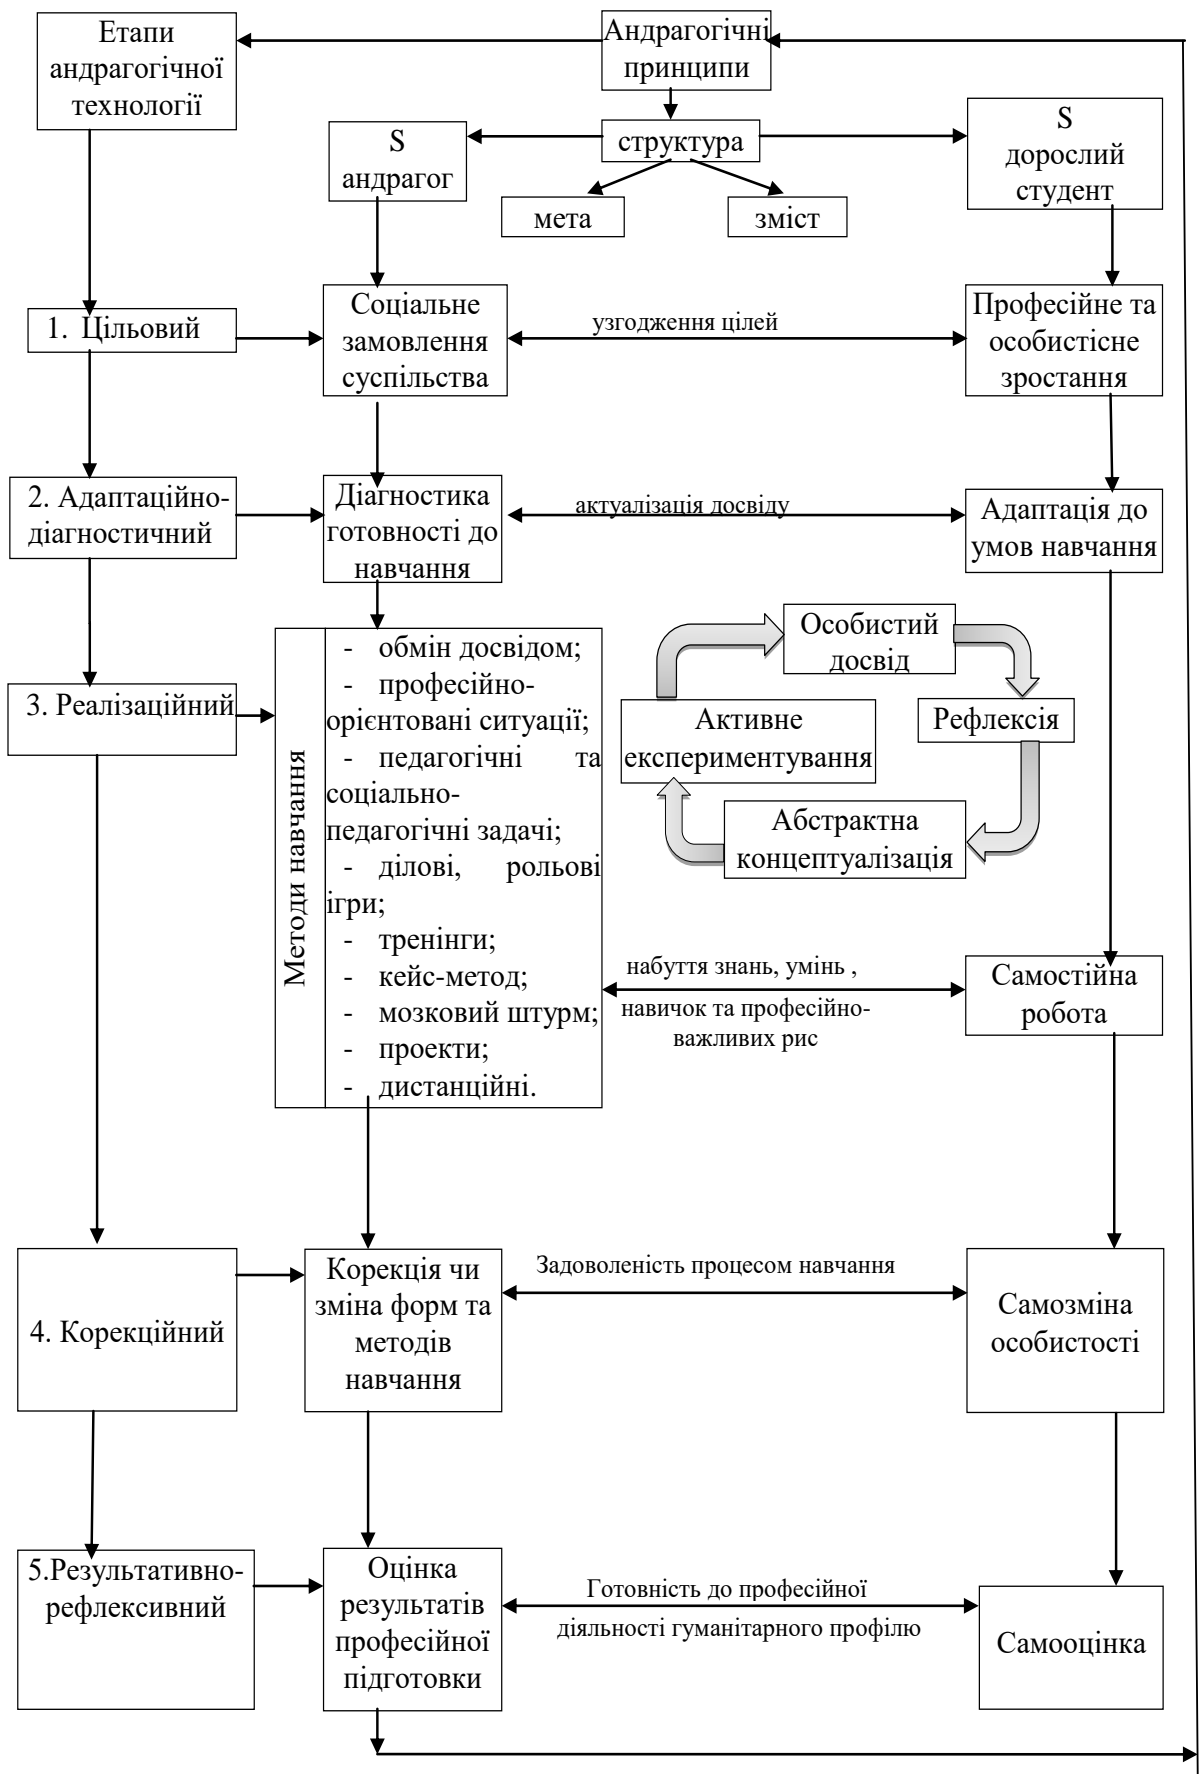 Етапи
андрагогічної
технології
Андрагогічні
принципи
S
андрагог
структура
S
дорослий
студент
мета
зміст
1. Цільовий
Соціальне
замовлення
суспільства
узгодження цілей
Професійне та
особистісне
зростання
2. Адаптаційно-
діагностичний
Діагностика
готовності до
навчання
актуалізація досвіду
Адаптація до
умов навчання
3. Реалізаційний
Методи навчання
- обмін досвідом;
- професійно-
орієнтовані ситуації;
- педагогічні та
соціально-
педагогічні задачі;
- ділові, рольові
ігри;
- тренінги;
- кейс-метод;
- мозковий штурм;
- проекти;
- дистанційні.
Особистий
досвід
Рефлексія
Активне
експериментування
Абстрактна
концептуалізація
набуття знань, умінь ,
навичок та професійно-
важливих рис
Самостійна
робота
4. Корекційний
Корекція чи
зміна форм та
методів
навчання
Задоволеність процесом навчання
Самозміна
особистості
5.Результативно-
рефлексивний
Оцінка
результатів
професійної
підготовки
Готовність до професійної
діяльності гуманітарного профілю
Самооцінка